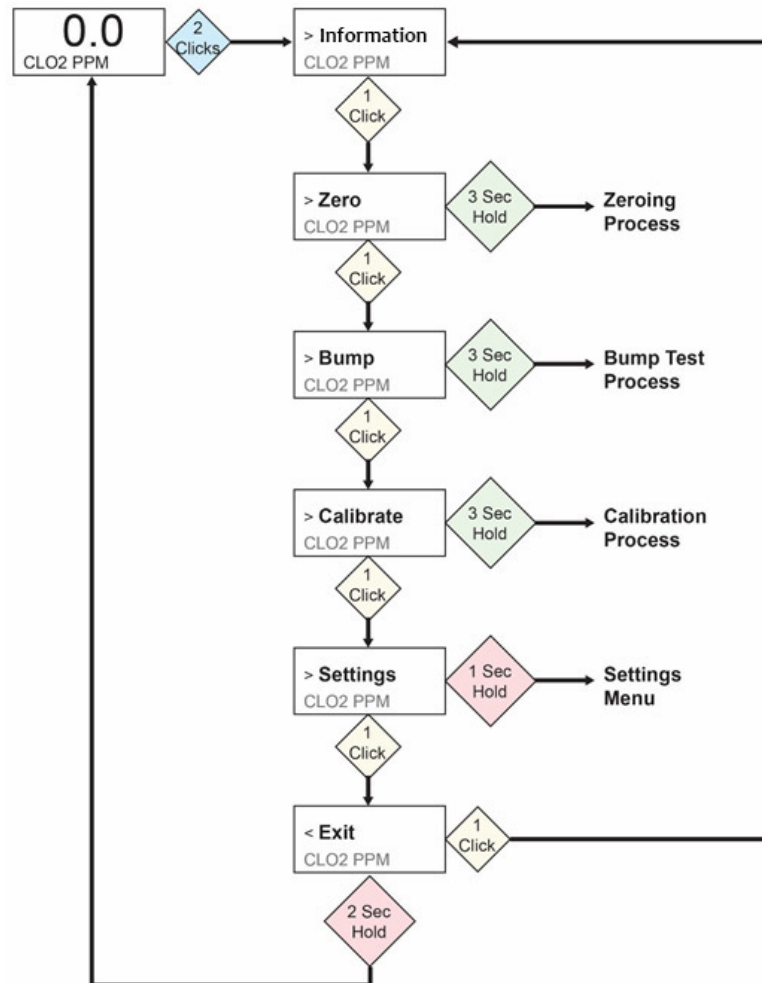 0.0
CLO2 PPM
2
Clicks
> Information
CLO2 PPM
1
Click
> Zero
CLO2 PPM
3 Sec
Hold
Zeroing
Process
1
Click
> Bump
CLO2 PPM
3 Sec
Hold
Bump Test
Process
1
Click
> Calibrate
CLO2 PPM
3 Sec
Hold
Calibration
Process
1
Click
> Settings
CLO2 PPM
1 Sec
Hold
Settings
Menu
1
Click
< Exit
CLO2 PPM
1
Click
2 Sec
Hold